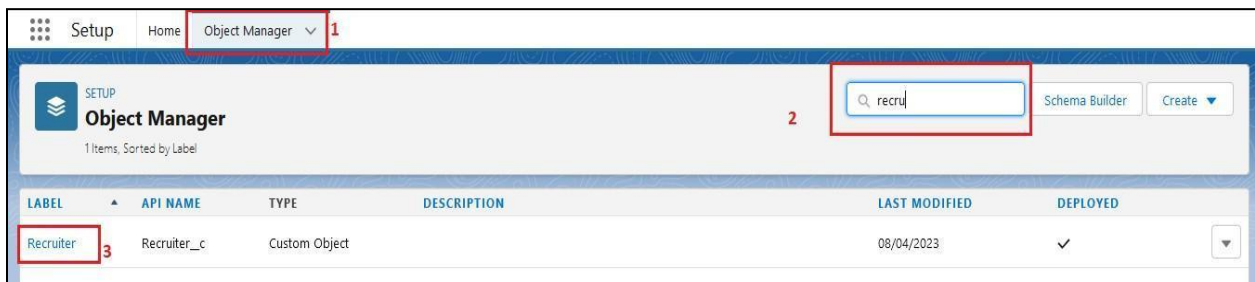 Setup Home Object Manager 1
SETUP
Object Manager
1 Items, Sorted by Label
2
recru
Schema Builder Create
LABEL API NAME TYPE DESCRIPTION LAST MODIFIED DEPLOYED
Recruiter 3 Recruiter__c Custom Object 08/04/2023